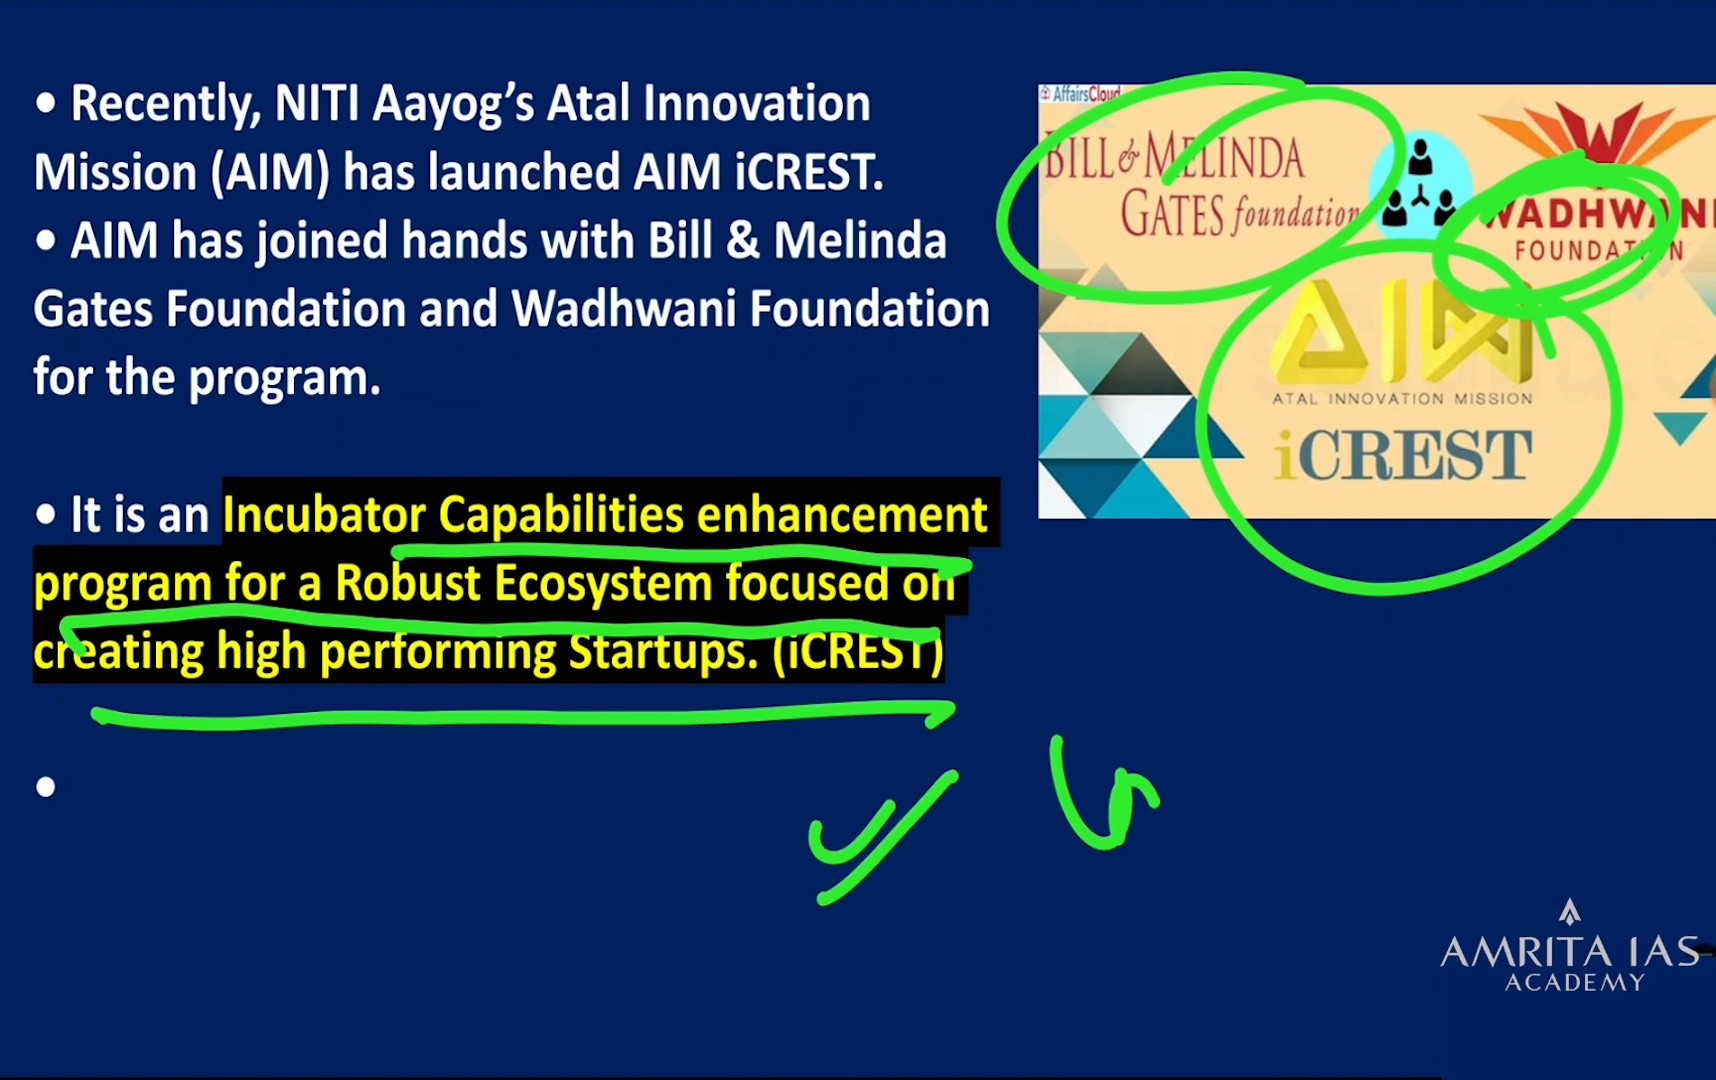 • Recently, NITI Aayog’s Atal Innovation
Mission (AIM) has launched AIM iCREST.
• AIM has joined hands with Bill & Melinda
Gates Foundation and Wadhwani Foundation
for the program.
• It is an Incubator Capabilities enhancement
program for a Robust Ecosystem focused on
creating high performing Startups. (iCREST)
•
AffairsCloud
BILL & MELINDA
GATES foundation
WADHWANI
FOUNDATION
AIM
ATAL INNOVATION MISSION
iCREST
AMRITA IAS
ACADEMY